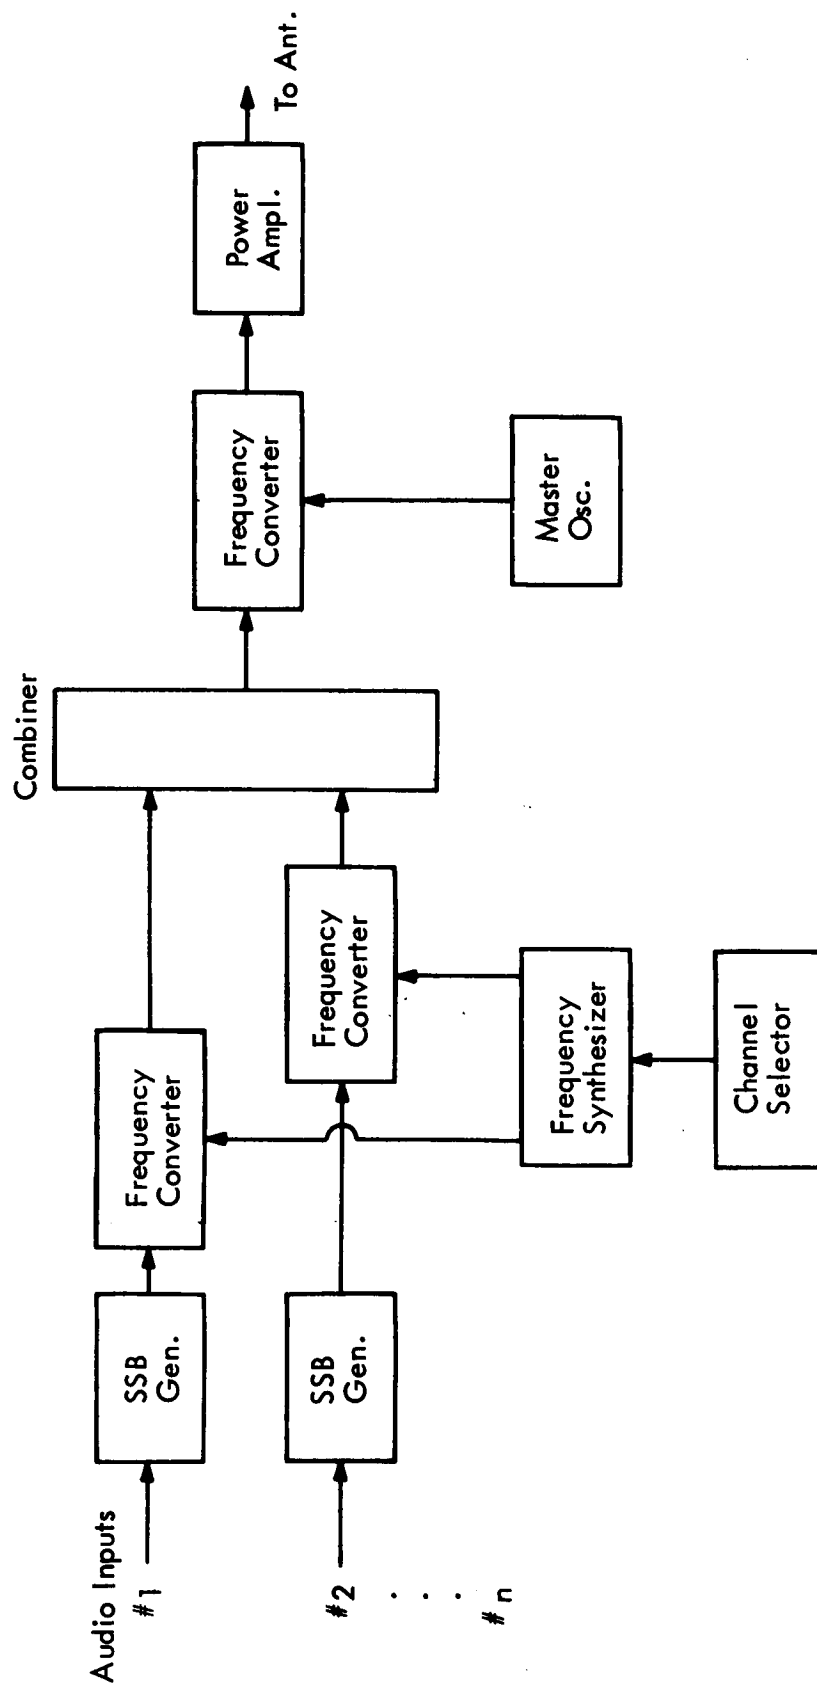 Audio Inputs
#1
SSB
Gen.
Frequency
Converter
Combiner
#2
SSB
Gen.
Frequency
Converter
Frequency
Converter
Power
Ampl.
To Ant.
. . .
#n
Frequency
Synthesizer
Channel
Selector
Master
Osc.